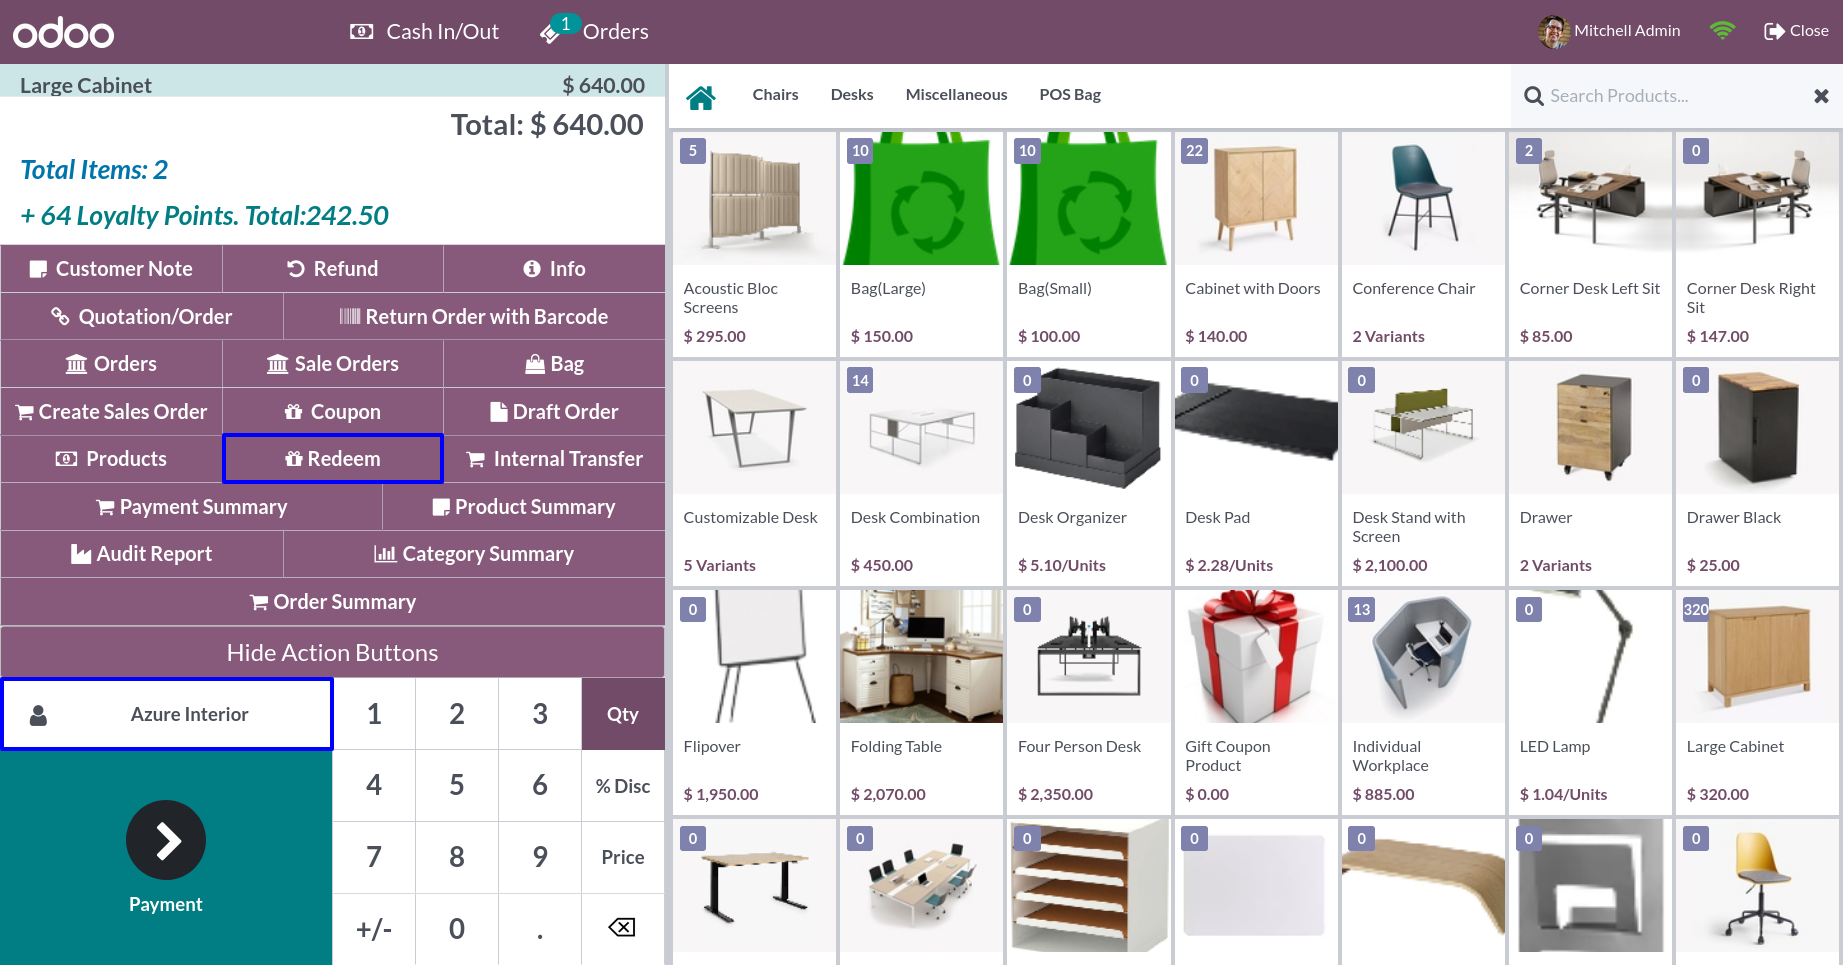 odoo
Cash In/Out
1
Orders
Mitchell Admin
Close
Large Cabinet $ 640.00
Total: $ 640.00
Total Items: 2
+ 64 Loyalty Points. Total:242.50
Customer Note Refund Info
Quotation/Order Return Order with Barcode
Orders Sale Orders Bag
Create Sales Order Coupon Draft Order
Products Redeem Internal Transfer
Payment Summary Product Summary
Audit Report Category Summary
Order Summary
Hide Action Buttons
Azure Interior
Payment
1 2 3 Qty
4 5 6 % Disc
7 8 9 Price
+/- 0 .
Chairs Desks Miscellaneous POS Bag
Search Products...
5
Acoustic Bloc
Screens
$ 295.00
10
Bag(Large)
$ 150.00
10
Bag(Small)
$ 100.00
22
Cabinet with Doors
$ 140.00
Conference Chair
2 Variants
2
Corner Desk Left Sit
$ 85.00
0
Corner Desk Right
Sit
$ 147.00
Customizable Desk
5 Variants
14
Desk Combination
$ 450.00
0
Desk Organizer
$ 5.10/Units
0
Desk Pad
$ 2.28/Units
0
Desk Stand with
Screen
$ 2,100.00
Drawer
2 Variants
0
Drawer Black
$ 25.00
0
Flipover
$ 1,950.00
Folding Table
$ 2,070.00
0
Four Person Desk
$ 2,350.00
Gift Coupon
Product
$ 0.00
13
Individual
Workplace
$ 885.00
0
LED Lamp
$ 1.04/Units
320
Large Cabinet
$ 320.00
0
0
0
0
0
0
0